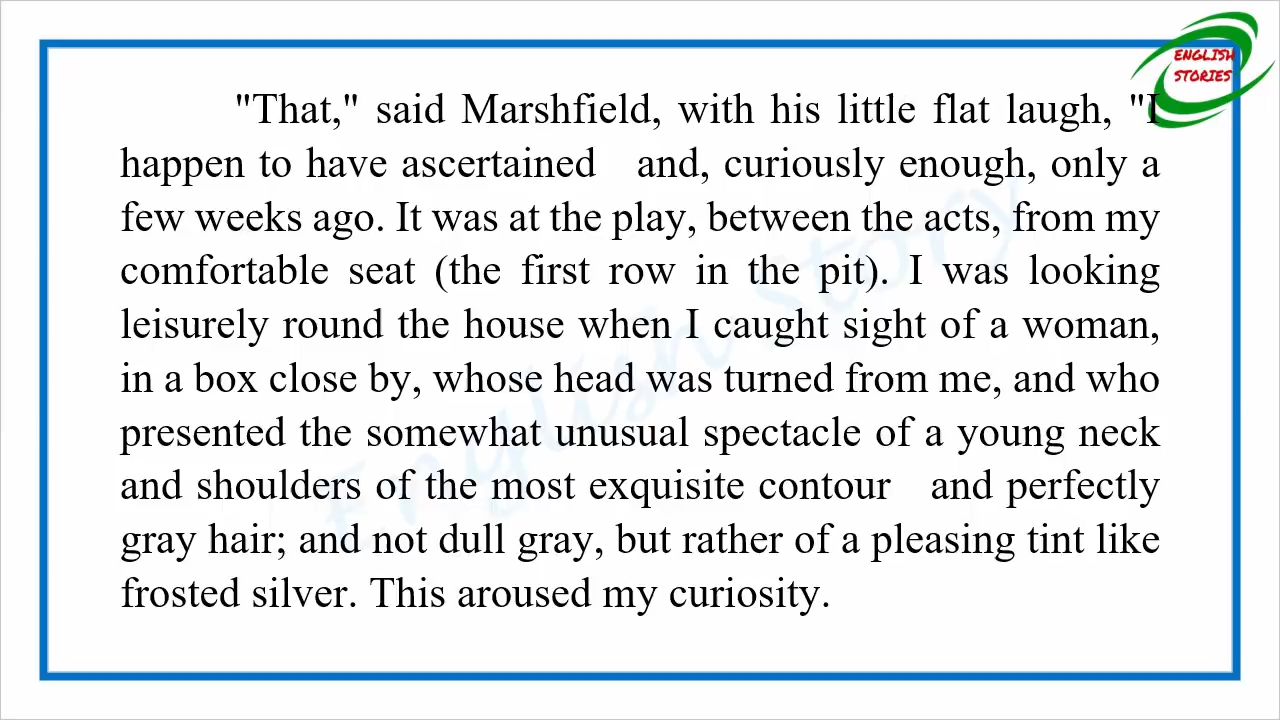 ENGLISH
STORIES
"That," said Marshfield, with his little flat laugh, "I
happen to have ascertained   and, curiously enough, only a
few weeks ago. It was at the play, between the acts, from my
comfortable seat (the first row in the pit). I was looking
leisurely round the house when I caught sight of a woman,
in a box close by, whose head was turned from me, and who
presented the somewhat unusual spectacle of a young neck
and shoulders of the most exquisite contour   and perfectly
gray hair; and not dull gray, but rather of a pleasing tint like
frosted silver. This aroused my curiosity.
English Story